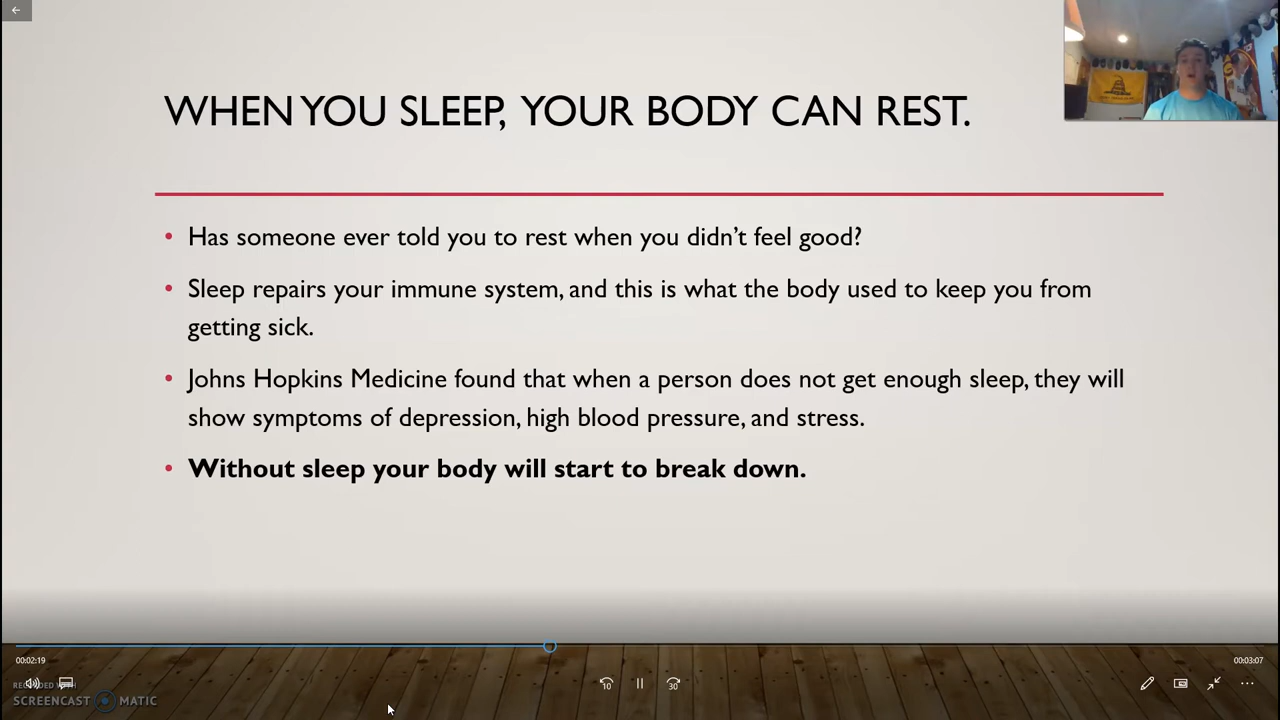 WHEN YOU SLEEP, YOUR BODY CAN REST.
• Has someone ever told you to rest when you didn't feel good?
• Sleep repairs your immune system, and this is what the body used to keep you from
getting sick.
• Johns Hopkins Medicine found that when a person does not get enough sleep, they will
show symptoms of depression, high blood pressure, and stress.
• Without sleep your body will start to break down.
00:02:19
00:03:07
10
30
SCREENCAST MATIC